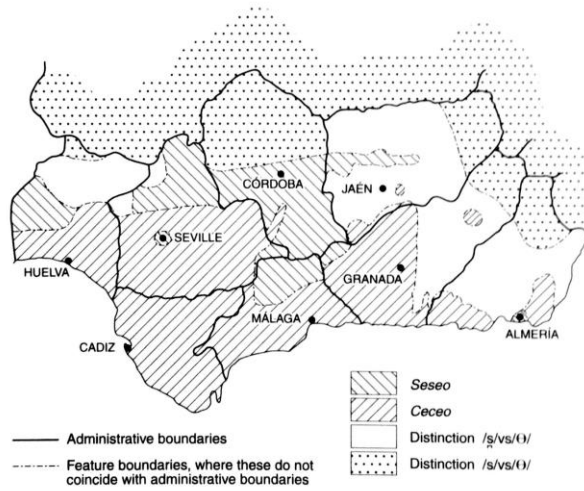 CÓRDOBA
JAÉN
SEVILLE
HUELVA
GRANADA
MÁLAGA
CADIZ
ALMERÍA
Seseo
Ceceo
Distinction /s̪/vs/Θ/
Distinction /s/vs/Θ/
Administrative boundaries
Feature boundaries, where these do not
coincide with administrative boundaries